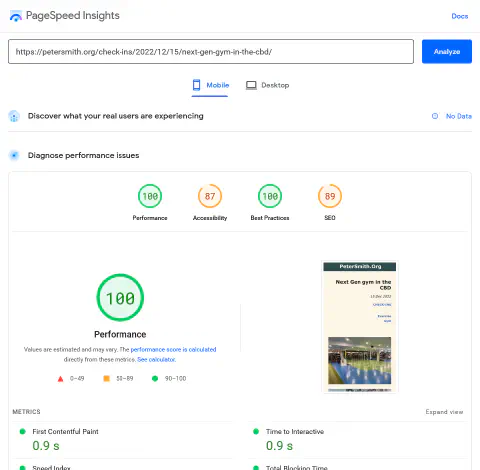 PageSpeed Insights
Docs
https://petersmith.org/check-ins/2022/12/15/next-gen-gym-in-the-cbd/
Analyze
Mobile
Desktop
Discover what your real users are experiencing
No Data
Diagnose performance issues
100
87
100
89
Performance
Accessibility
Best Practices
SEO
100
Performance
Values are estimated and may vary. The performance score is calculated
directly from these metrics. See calculator.
0–49
50–89
90–100
PeterSmith.Org
Next Gen gym in the
CBD
15 Dec 2022
METRICS
Expand view
First Contentful Paint
0.9 s
Time to Interactive
0.9 s
Speed Index
Total Blocking Time